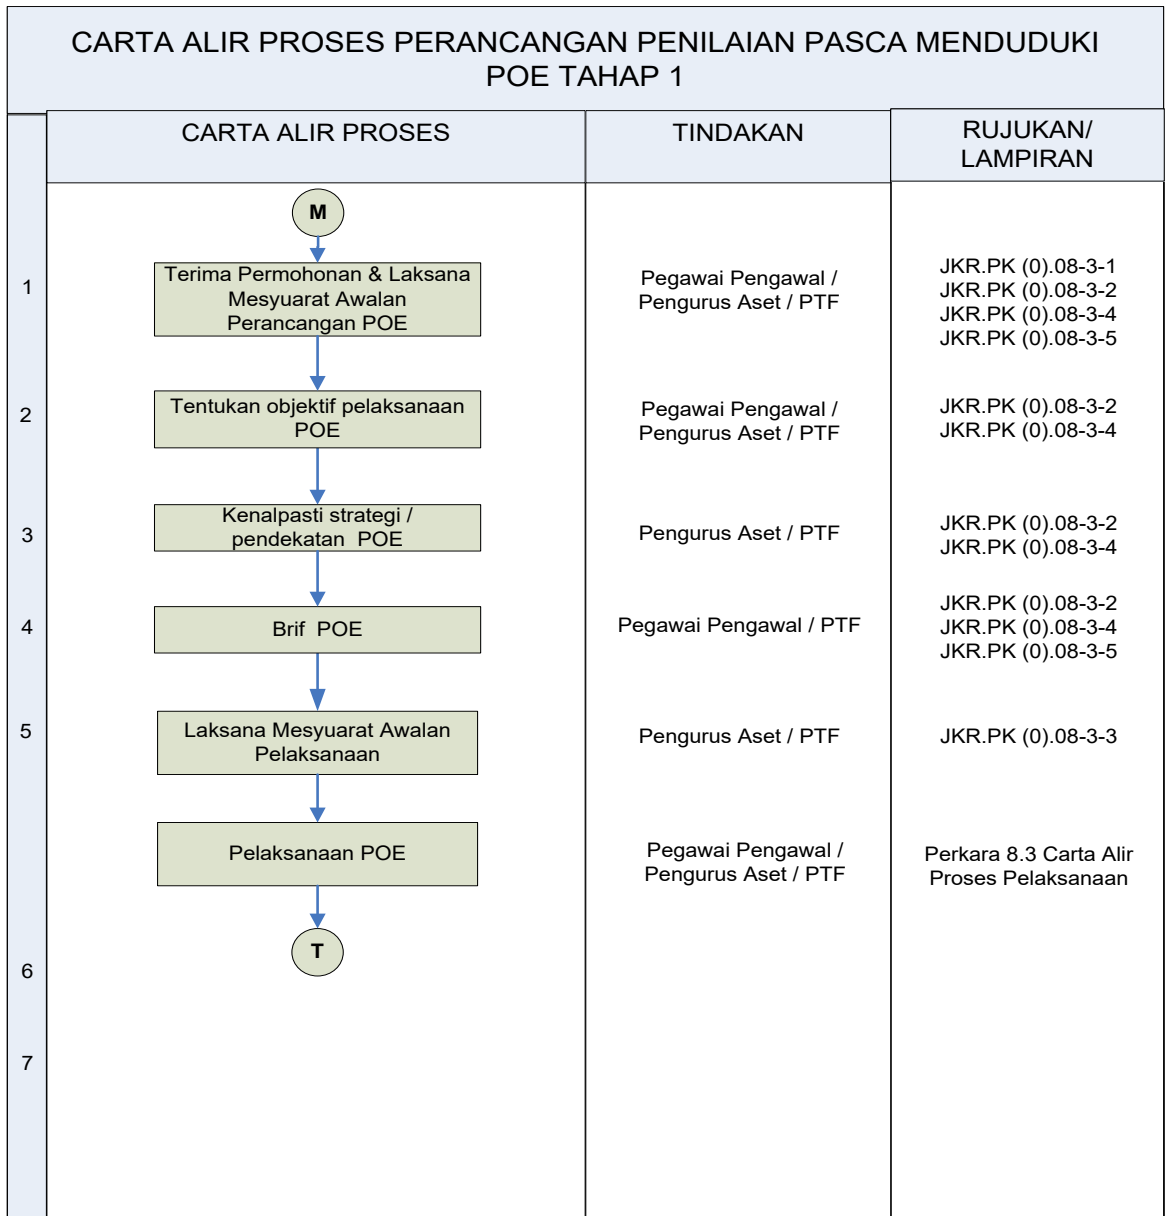 CARTA ALIR PROSES PERANCANGAN PENILAIAN PASCA MENDUDUKI
POE TAHAP 1
CARTA ALIR PROSES
TINDAKAN
RUJUKAN/
LAMPIRAN
M
1
Terima Permohonan & Laksana
Mesyuarat Awalan
Perancangan POE
Pegawai Pengawal /
Pengurus Aset / PTF
JKR.PK (0).08-3-1
JKR.PK (0).08-3-2
JKR.PK (0).08-3-4
JKR.PK (0).08-3-5
2
Tentukan objektif pelaksanaan
POE
Pegawai Pengawal /
Pengurus Aset / PTF
JKR.PK (0).08-3-2
JKR.PK (0).08-3-4
3
Kenalpasti strategi /
pendekatan POE
Pengurus Aset / PTF
JKR.PK (0).08-3-2
JKR.PK (0).08-3-4
4
Brif POE
Pegawai Pengawal / PTF
JKR.PK (0).08-3-2
JKR.PK (0).08-3-4
JKR.PK (0).08-3-5
5
Laksana Mesyuarat Awalan
Pelaksanaan
Pengurus Aset / PTF
JKR.PK (0).08-3-3
Pelaksanaan POE
Pegawai Pengawal /
Pengurus Aset / PTF
Perkara 8.3 Carta Alir
Proses Pelaksanaan
T
6
7